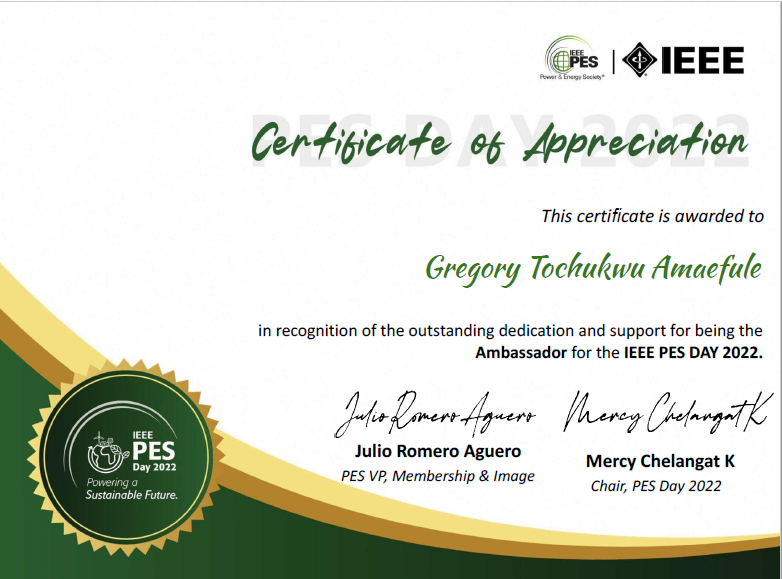 IEEE
PES
Power & Energy Society®
IEEE
PES DAY 2022
Certificate of Appreciation
This certificate is awarded to
Gregory Tochukwu Amaefule
in recognition of the outstanding dedication and support for being the
Ambassador for the IEEE PES DAY 2022.
Julio Romero Aguero
Mercy Chelangat K
Julio Romero Aguero
PES VP, Membership & Image
Mercy Chelangat K
Chair, PES Day 2022
IEEE
PES
Day 2022
Powering a
Sustainable Future.